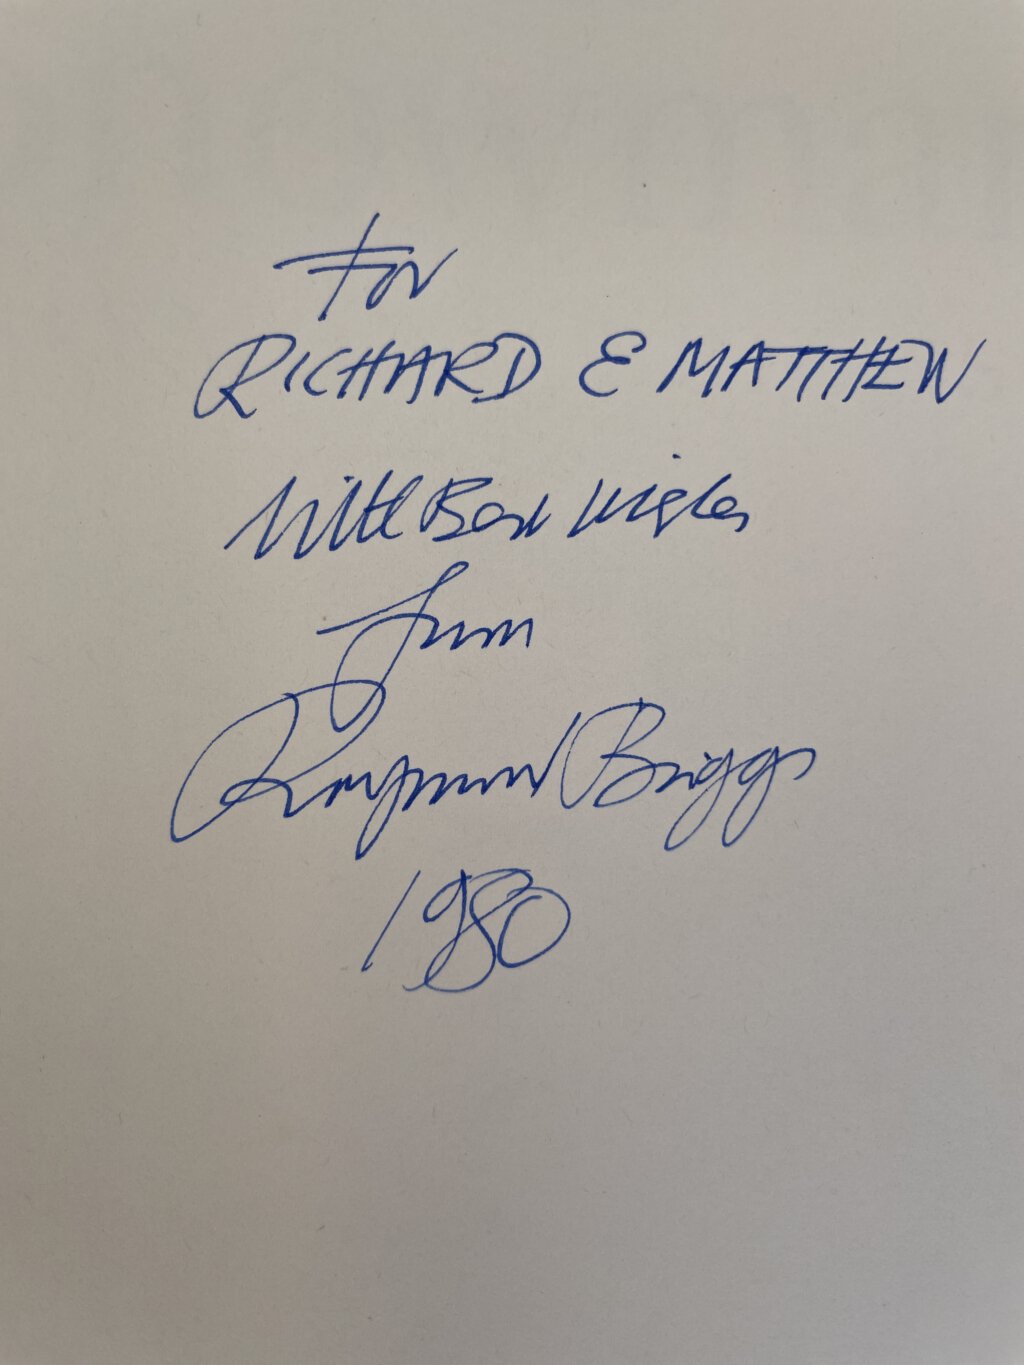 For
RICHARD & MATTHEW
With Best Wishes
from
Raymond Briggs
1980